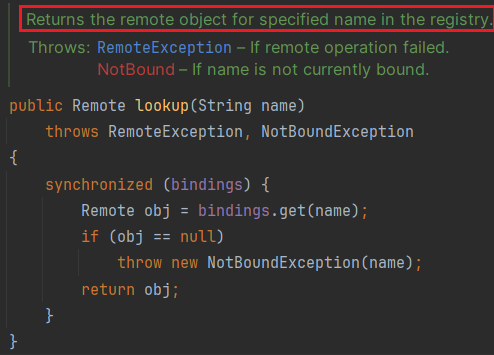 Returns the remote object for specified name in the registry.
Throws: RemoteException – If remote operation failed.
NotBound – If name is not currently bound.
public Remote lookup(String name)
throws RemoteException, NotBoundException
{
synchronized (bindings) {
Remote obj = bindings.get(name);
if (obj == null)
throw new NotBoundException(name);
return obj;
}
}